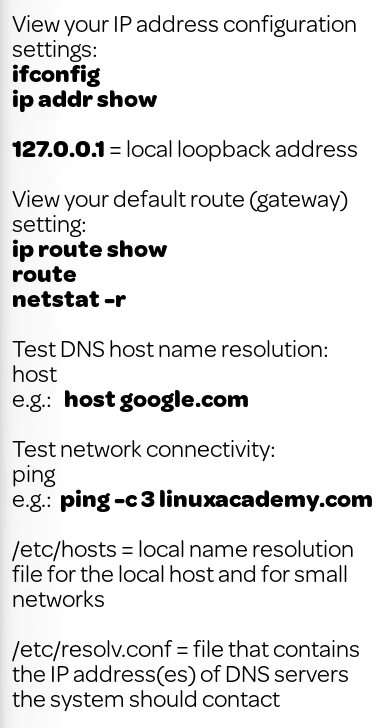 View your IP address configuration
settings:
ifconfig
ip addr show
127.0.0.1 = local loopback address
View your default route (gateway)
setting:
ip route show
route
netstat -r
Test DNS host name resolution:
host
e.g.: host google.com
Test network connectivity:
ping
e.g.: ping -c 3 linuxacademy.com
/etc/hosts = local name resolution
file for the local host and for small
networks
/etc/resolv.conf = file that contains
the IP address(es) of DNS servers
the system should contact